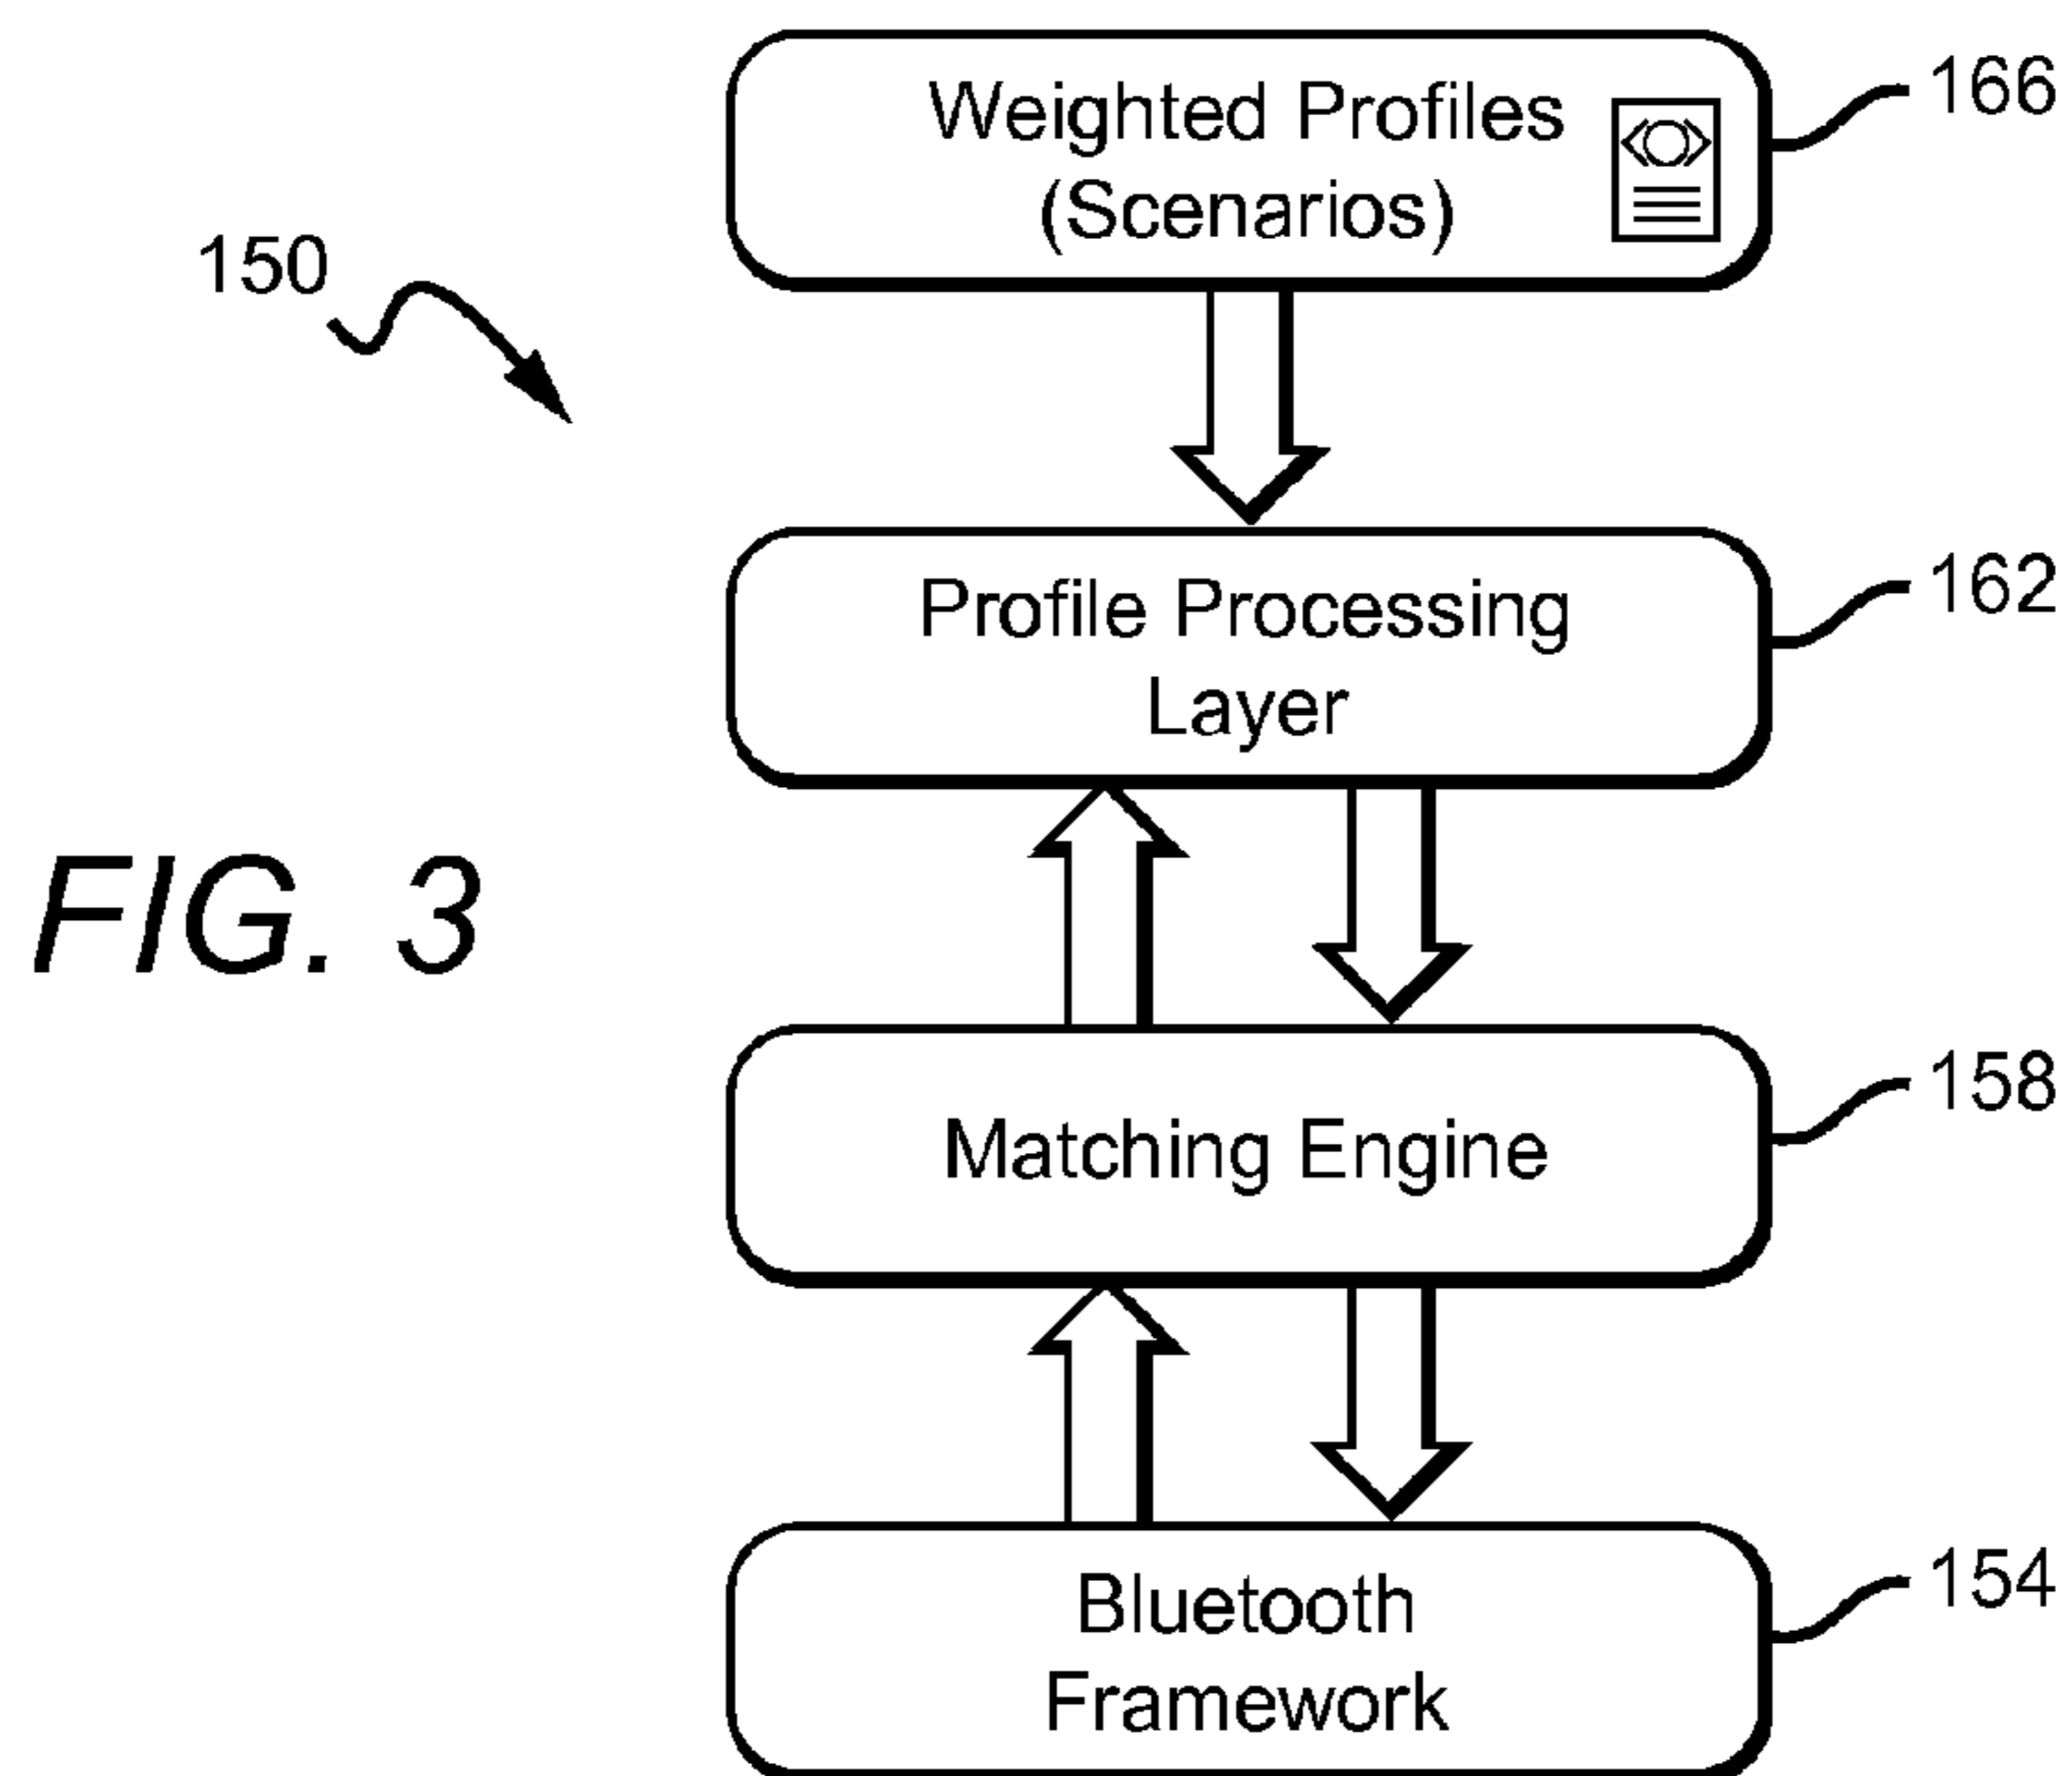 Weighted Profiles
(Scenarios)
166
150
Profile Processing
Layer
162
FIG. 3
Matching Engine
158
Bluetooth
Framework
154